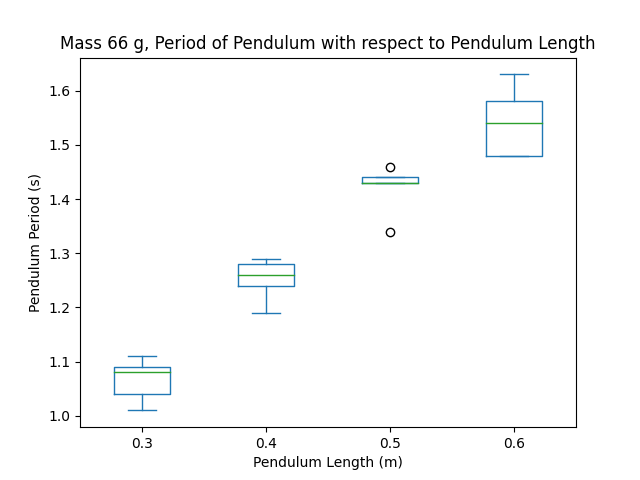 Mass 66 g, Period of Pendulum with respect to Pendulum Length
1.6
1.5
1.4
1.3
1.2
1.1
1.0
Pendulum Period (s)
0.3 0.4 0.5 0.6
Pendulum Length (m)